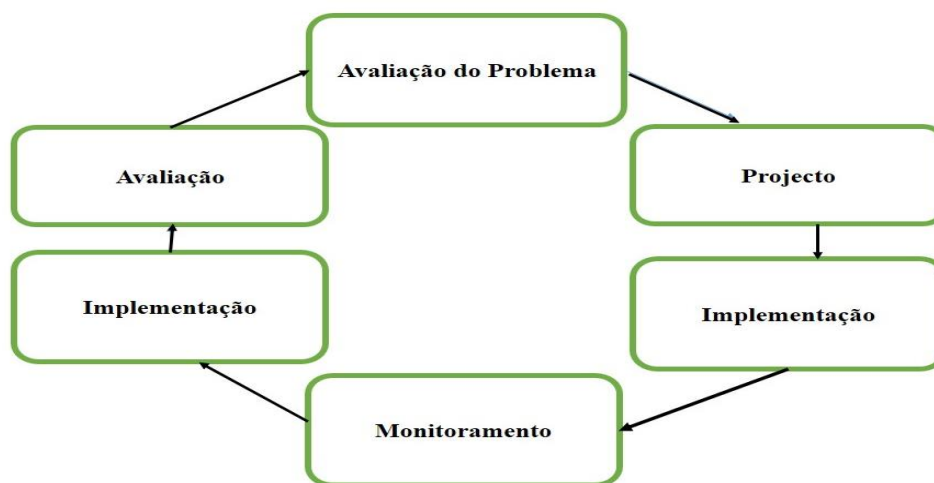 Avaliação do Problema
Projecto
Implementação
Monitoramento
Implementação
Avaliação